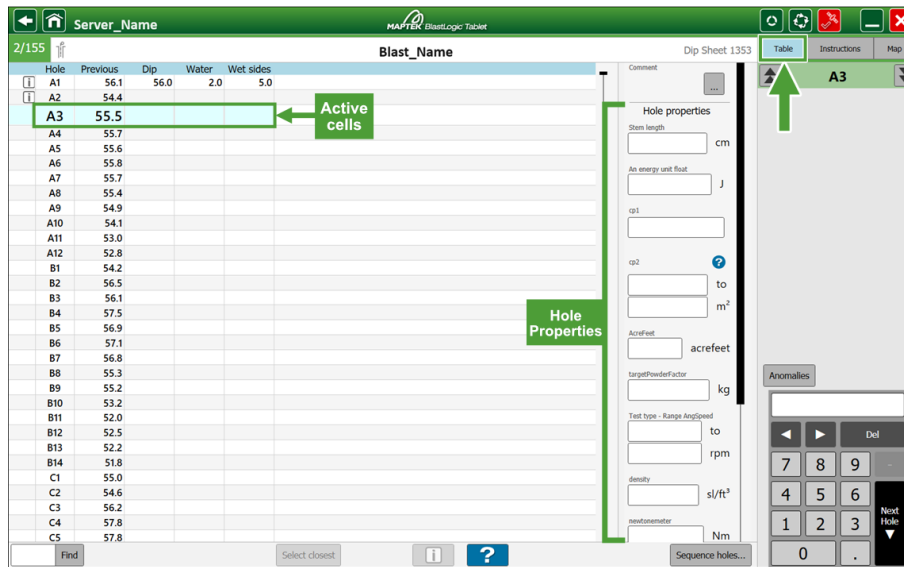 Server_Name
MAPTEK BlastLogic Tablet
2/155
Blast_Name
Dip Sheet 1353
Table
Instructions
Map
Hole Previous Dip Water Wet sides
i A1 56.1 56.0 2.0 5.0
i A2 54.4
A3 55.5
A4 55.7
A5 55.6
A6 55.8
A7 55.7
A8 55.4
A9 54.9
A10 54.1
A11 53.0
A12 52.8
B1 54.2
B2 56.5
B3 56.1
B4 57.5
B5 56.9
B6 57.1
B7 56.8
B8 55.3
B9 55.2
B10 53.2
B11 52.0
B12 52.5
B13 52.2
B14 51.8
C1 55.0
C2 54.6
C3 56.2
C4 57.8
C5 57.8
Active
cells
Hole
Properties
Comment
...
Hole properties
Stem length
cm
An energy unit float
J
cp1
cp2 ?
to
m²
AcreFeet
acrefeet
targetPowderFactor
kg
Test type - Range AngSpeed
to
rpm
density
sl/ft³
newtonemeter
Nm
A3
Anomalies
Del
7 8 9 -
4 5 6
1 2 3
0 .
Next
Hole
Find
Select closest
i
?
Sequence holes...